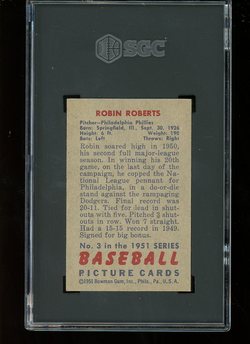 SGC
ROBIN ROBERTS
Pitcher—Philadelphia Phillies
Born: Springfield, Ill., Sept. 30, 1926
Height: 6 ft. Weight: 190
Bats: Left Throws: Right
Robin soared high in 1950,
his second full major-league
season. In winning his 20th
game, on the last day of the
campaign, he copped the Na-
tional League pennant for
Philadelphia, in a do-or-die
stand against the rampaging
Dodgers. Final record was
20-11. Tied for lead in shut-
outs with five. Pitched 3 shut-
outs in row. Won 7 straight.
Had a 15-15 record in 1949.
Signed for big bonus.
No. 3 in the 1951 SERIES
BASEBALL
PICTURE CARDS
©1951 Bowman Gum, Inc., Phila., Pa., U.S.A.